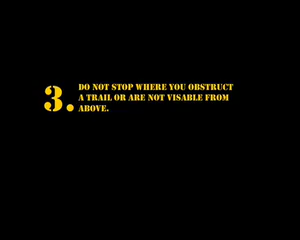 3. DO NOT STOP WHERE YOU OBSTRUCT
A TRAIL OR ARE NOT VISABLE FROM
ABOVE.